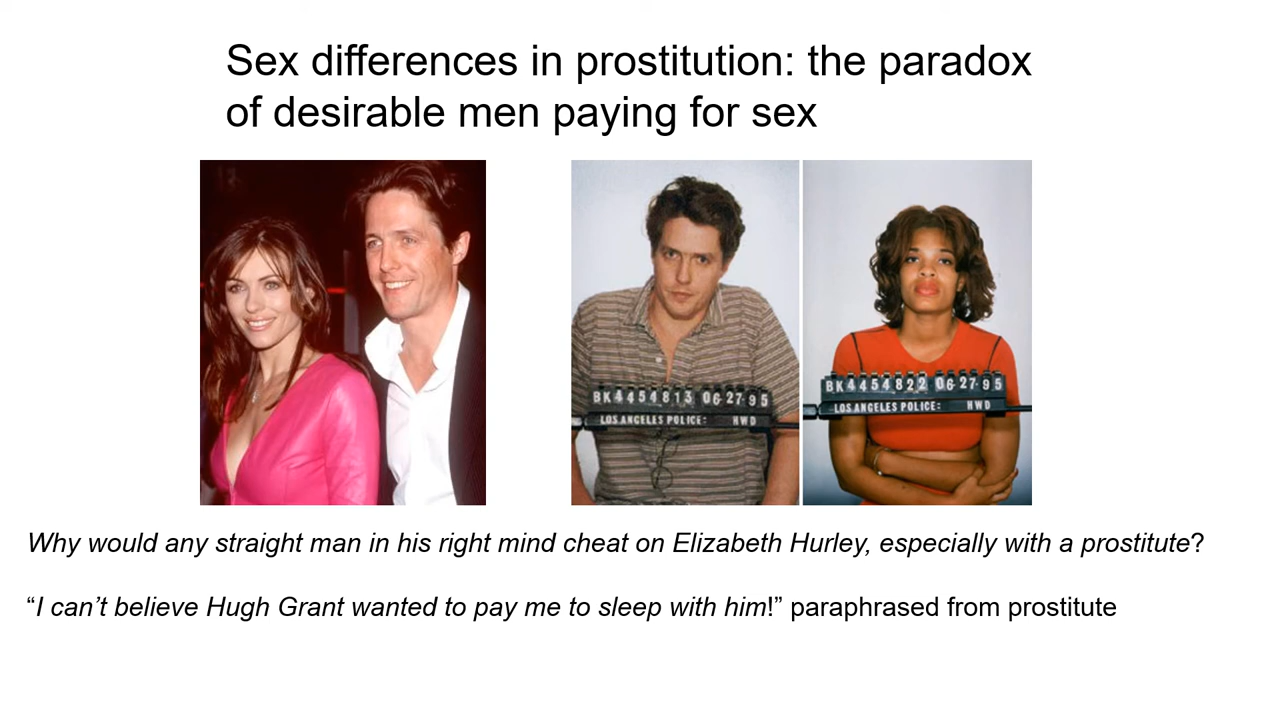 Sex differences in prostitution: the paradox
of desirable men paying for sex
BK4454813 06-27-95
LOS ANGELES POLICE: HWD
BK4454822 06-27-95
LOS ANGELES POLICE: HWD
Why would any straight man in his right mind cheat on Elizabeth Hurley, especially with a prostitute?
“I can’t believe Hugh Grant wanted to pay me to sleep with him!” paraphrased from prostitute